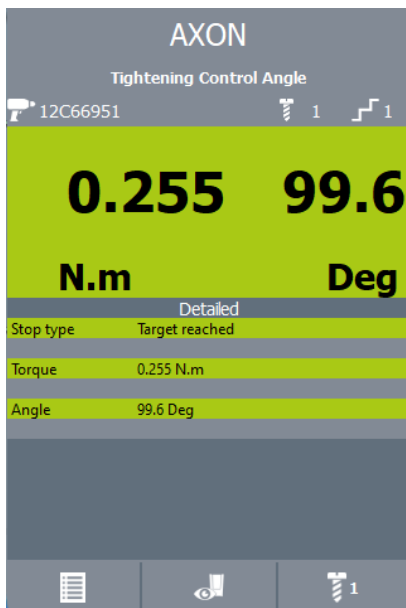 AXON
Tightening Control Angle
12C66951 1 1
0.255 99.6
N.m Deg
Detailed
Stop type Target reached
Torque 0.255 N.m
Angle 99.6 Deg
1